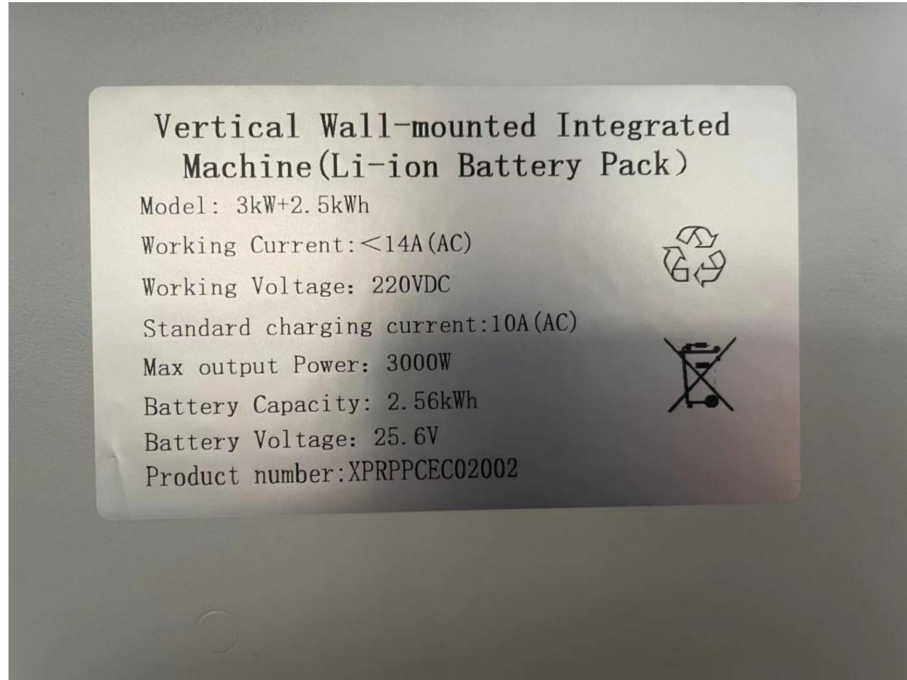 Vertical Wall-mounted Integrated
Machine(Li-ion Battery Pack)
Model: 3kW+2.5kWh
Working Current:<14A(AC)
Working Voltage: 220VDC
Standard charging current:10A(AC)
Max output Power: 3000W
Battery Capacity: 2.56kWh
Battery Voltage: 25.6V
Product number:XPRPPCEC02002